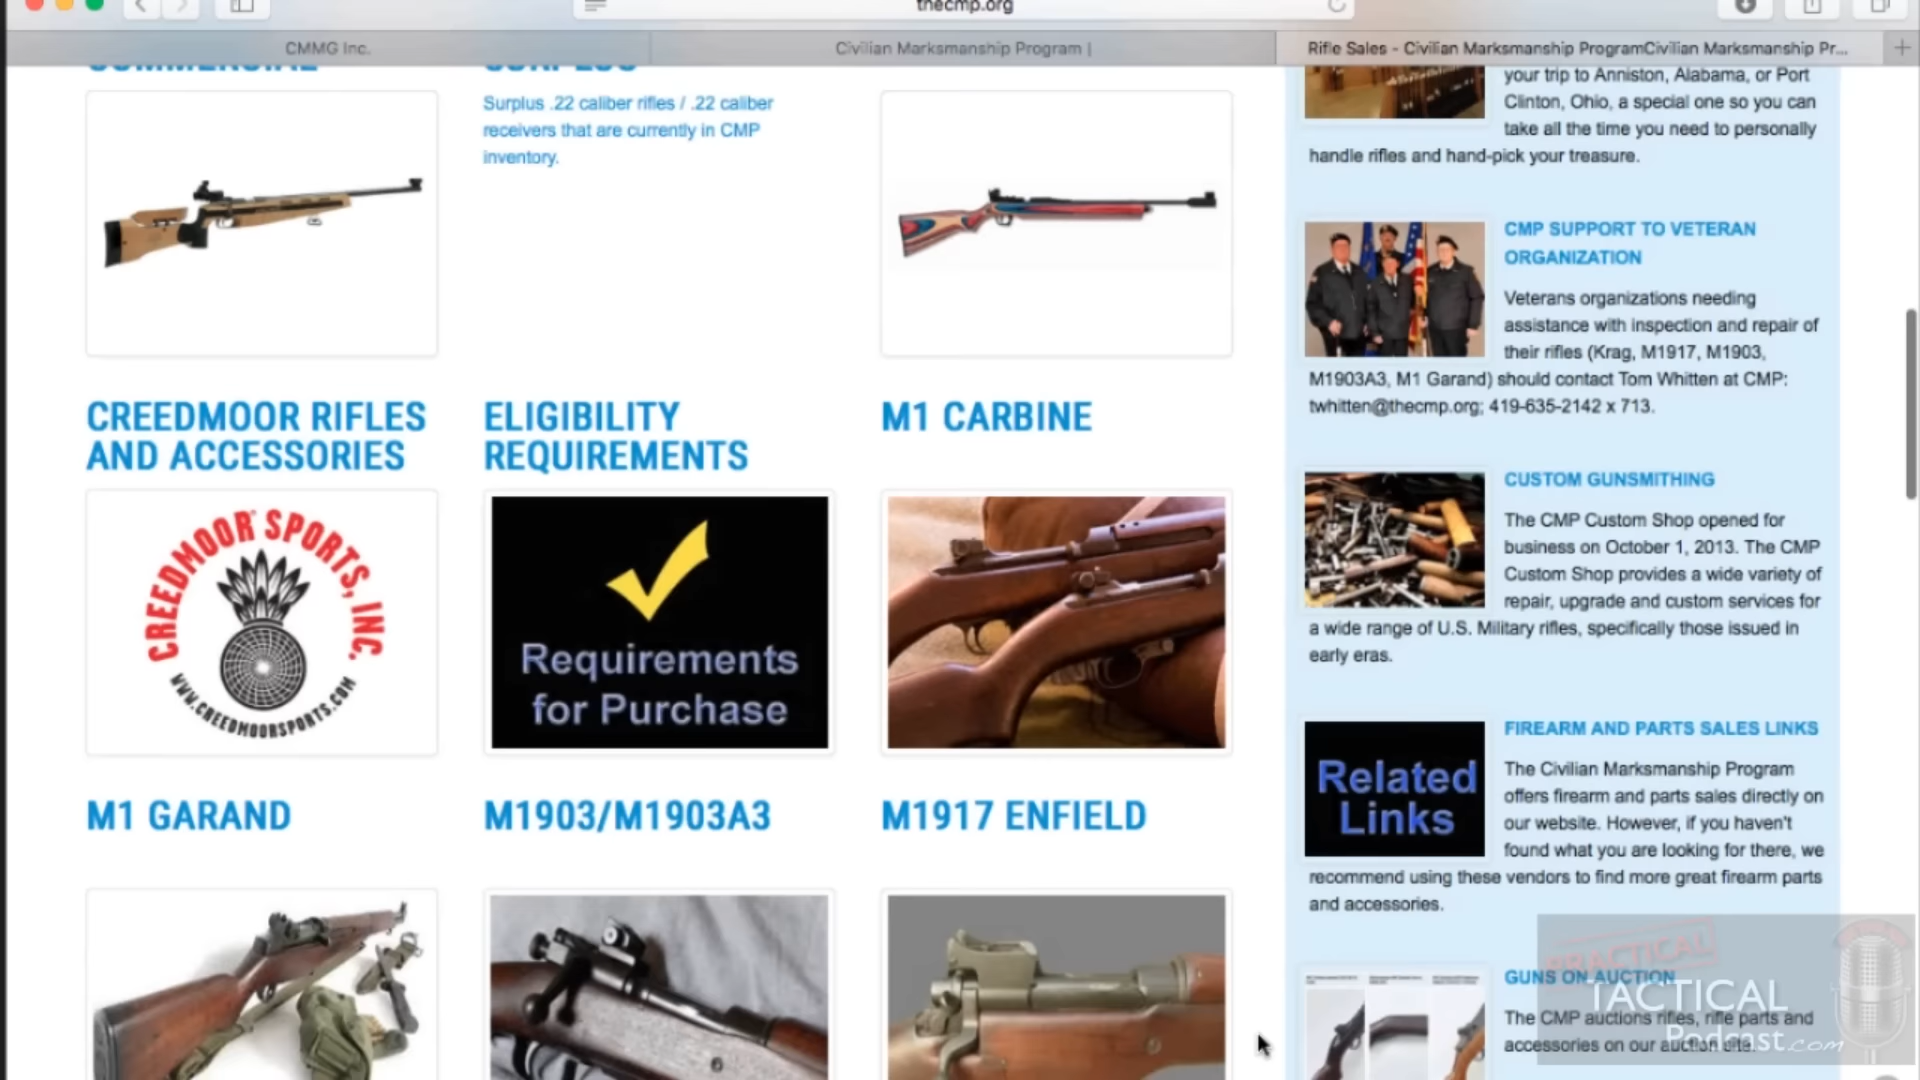 thecmp.org
CMMG Inc.
Civilian Marksmanship Program |
Rifle Sales - Civilian Marksmanship ProgramCivilian Marksmanship Pr...
COMMERCIAL
SURPLUS
Surplus .22 caliber rifles / .22 caliber
receivers that are currently in CMP
inventory.
CREEDMOOR RIFLES
AND ACCESSORIES
ELIGIBILITY
REQUIREMENTS
M1 CARBINE
CREEDMOOR SPORTS, INC.
WWW.CREEDMOORSPORTS.COM
Requirements
for Purchase
M1 GARAND
M1903/M1903A3
M1917 ENFIELD
your trip to Anniston, Alabama, or Port
Clinton, Ohio, a special one so you can
take all the time you need to personally
handle rifles and hand-pick your treasure.
CMP SUPPORT TO VETERAN
ORGANIZATION
Veterans organizations needing
assistance with inspection and repair of
their rifles (Krag, M1917, M1903,
M1903A3, M1 Garand) should contact Tom Whitten at CMP:
twhitten@thecmp.org; 419-635-2142 x 713.
CUSTOM GUNSMITHING
The CMP Custom Shop opened for
business on October 1, 2013. The CMP
Custom Shop provides a wide variety of
repair, upgrade and custom services for
a wide range of U.S. Military rifles, specifically those issued in
early eras.
Related
Links
FIREARM AND PARTS SALES LINKS
The Civilian Marksmanship Program
offers firearm and parts sales directly on
our website. However, if you haven't
found what you are looking for there, we
recommend using these vendors to find more great firearm parts
and accessories.
GUNS ON AUCTION
The CMP auctions rifles, rifle parts and
accessories on our auction site.
PRACTICAL
TACTICAL
Podcast.com